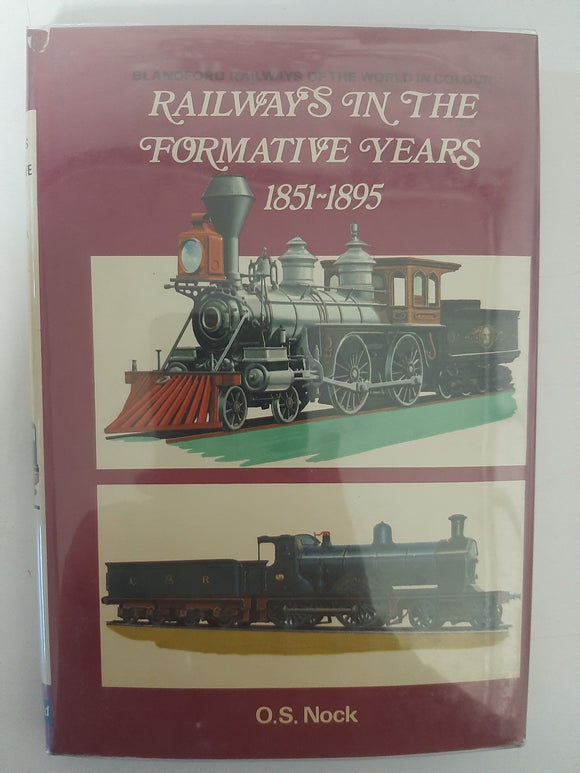 BLANDFORD RAILWAYS OF THE WORLD IN COLOUR
RAILWAYS IN THE
FORMATIVE YEARS
1851~1895
O.S. Nock